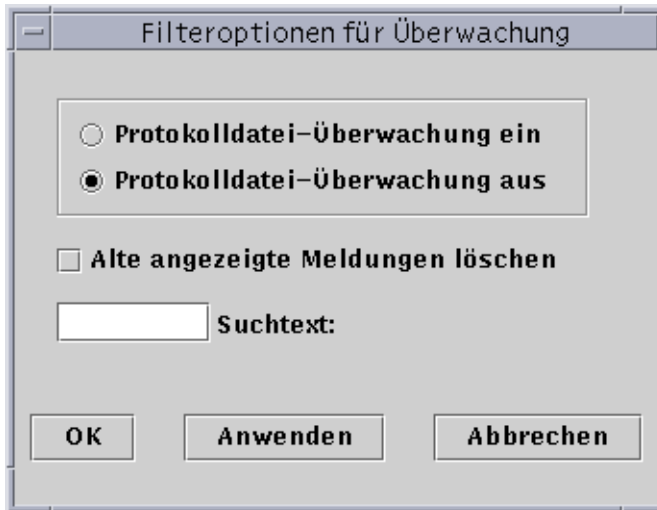 Filteroptionen für Überwachung
Protokolldatei-Überwachung ein
Protokolldatei-Überwachung aus
Alte angezeigte Meldungen löschen
Suchtext:
OK Anwenden Abbrechen